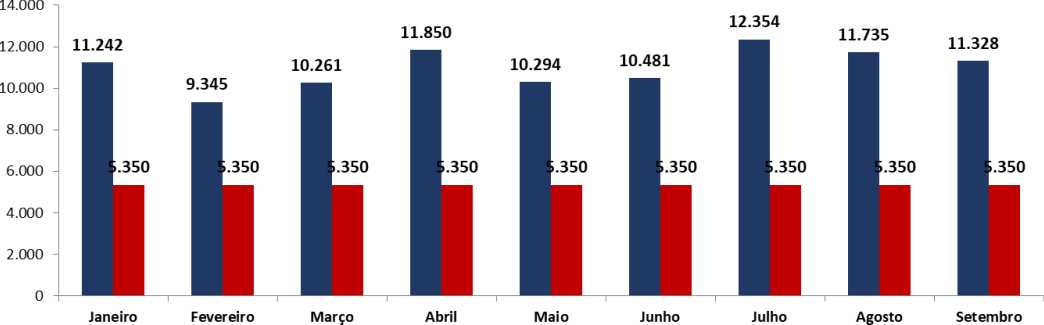 14.000
12.000
10.000
8.000
6.000
4.000
2.000
0
11.242
9.345
10.261
11.850
10.294
10.481
12.354
11.735
11.328
5.350
5.350
5.350
5.350
5.350
5.350
5.350
5.350
5.350
Janeiro
Fevereiro
Março
Abril
Maio
Junho
Julho
Agosto
Setembro